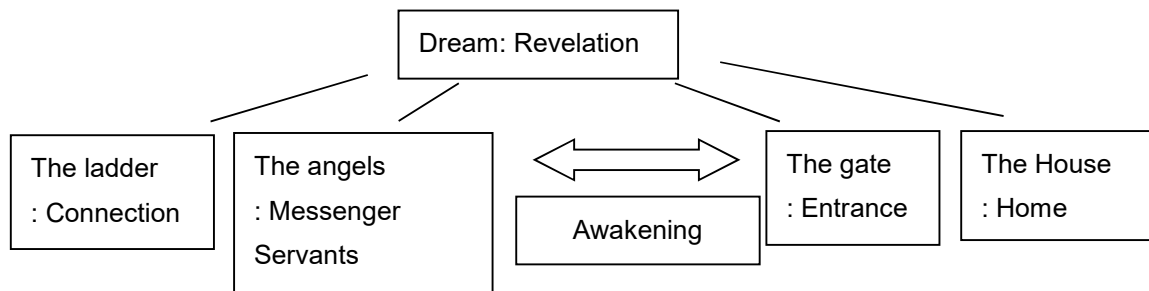 Dream: Revelation
The ladder
: Connection
The angels
: Messenger
Servants
Awakening
The gate
: Entrance
The House
: Home